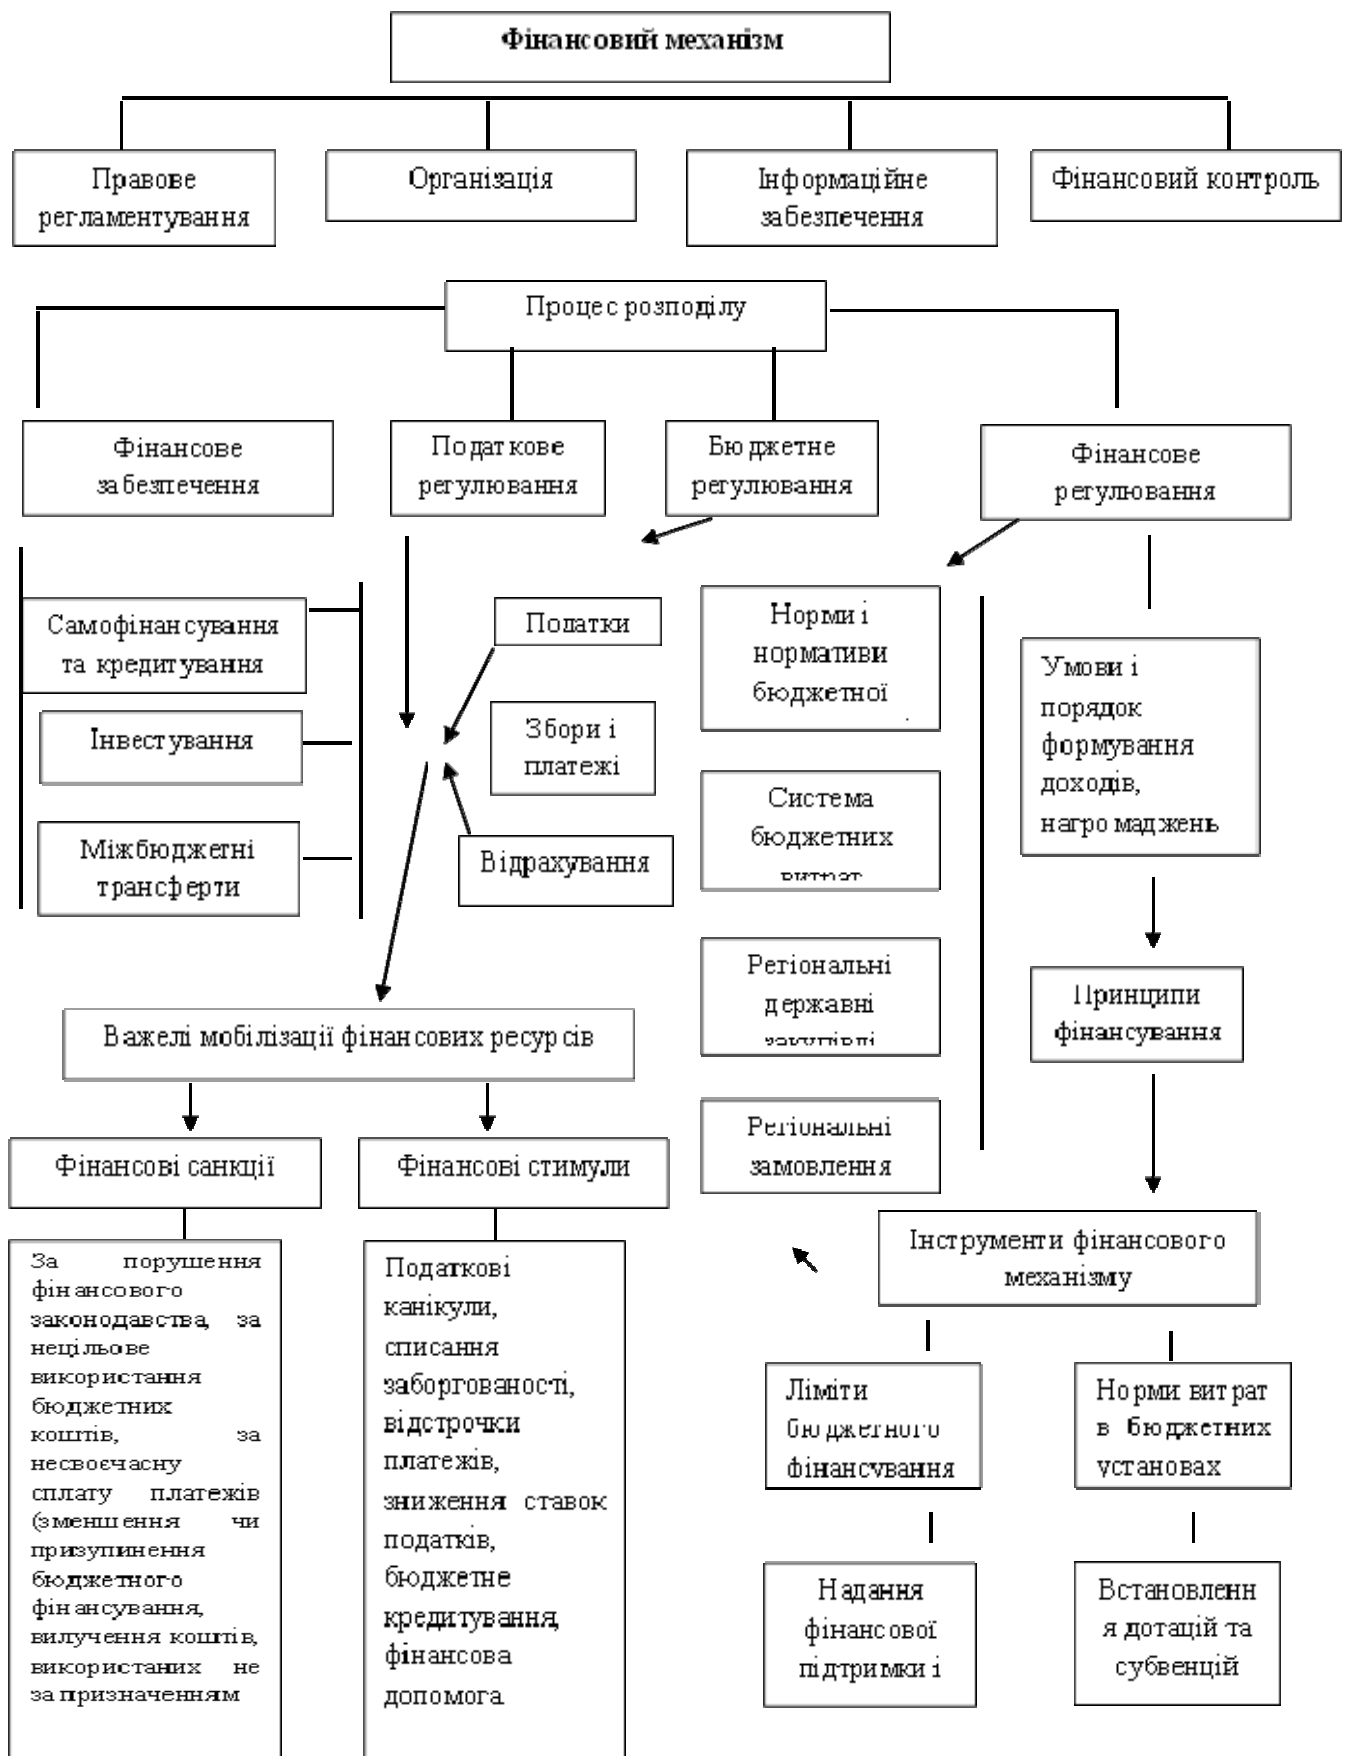 Фінансовий механізм
Правове
регламентування
Організація
Інформаційне
забезпечення
Фінансовий контроль
Процес розподілу
Фінансове
забезпечення
Податкове
регулювання
Бюджетне
регулювання
Фінансове
регулювання
Самофінансування
та кредитування
Інвестування
Міжбюджетні
трансферти
Податки
Збори і
платежі
Відрахування
Норми і
нормативи
бюджетної
Система
бюджетних
витрат
Регіональні
державні
закупівлі
Регіональні
замовлення
Умови і
порядок
формування
доходів,
нагромаджень
Принципи
фінансування
Важелі мобілізації фінансових ресурсів
Фінансові санкції
Фінансові стимули
За порушення
фінансового
законодавства, за
нецільове
використання
бюджетних
коштів, за
несвоєчасну
сплату платежів
(зменшення чи
призупинення
бюджетного
фінансування,
вилучення коштів,
використаних не
за призначенням
Податкові
канікули,
списання
заборгованості,
відстрочки
платежів,
зниження ставок
податків,
бюджетне
кредитування,
фінансова
допомога
Інструменти фінансового
механізму
Ліміти
бюджетного
фінансування
Норми витрат
в бюджетних
установах
Надання
фінансової
підтримки і
Встановленн
я дотацій та
субвенцій